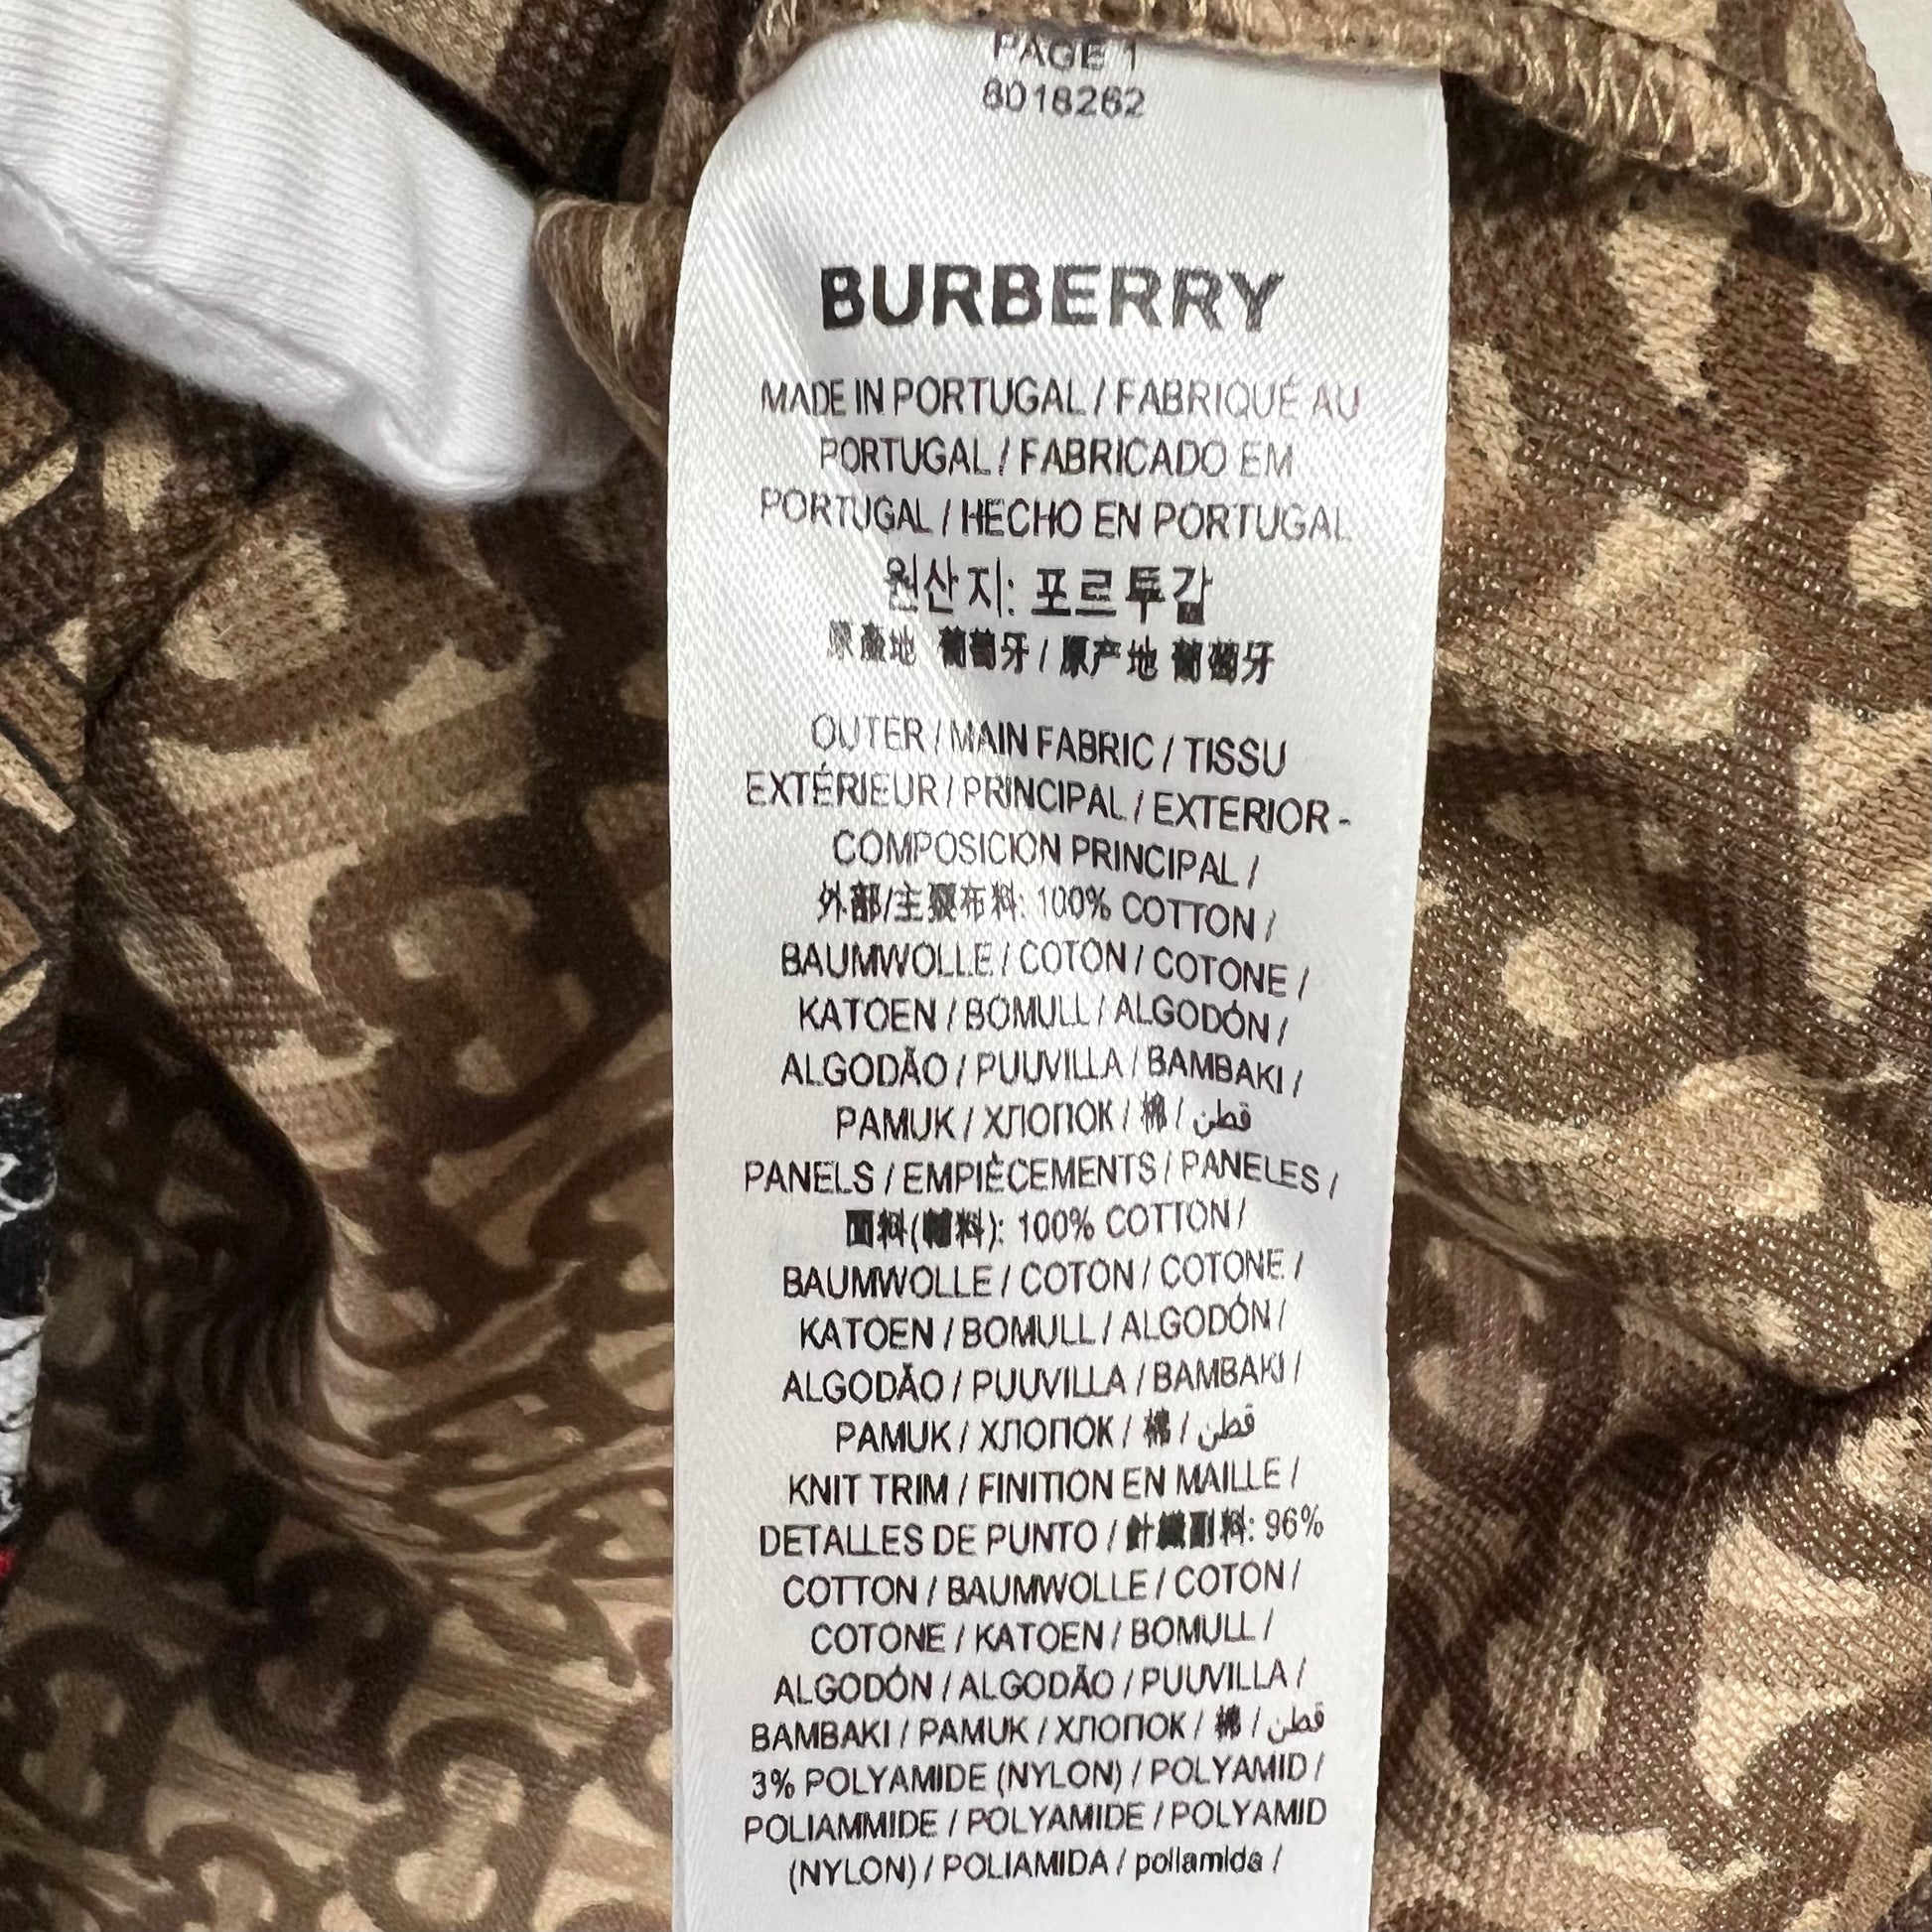 PAGE 1
8018262
BURBERRY
MADE IN PORTUGAL / FABRIQUÉ AU
PORTUGAL / FABRICADO EM
PORTUGAL / HECHO EN PORTUGAL
원산지: 포르투갈
原產地 葡萄牙 / 原产地 葡萄牙
OUTER / MAIN FABRIC / TISSU
EXTÉRIEUR / PRINCIPAL / EXTERIOR -
COMPOSICION PRINCIPAL /
外部/主要布料: 100% COTTON /
BAUMWOLLE / COTON / COTONE /
KATOEN / BOMULL / ALGODÓN /
ALGODÃO / PUUVILLA / BAMBAKI /
PAMUK / ХЛОПОК / 棉 / قطن
PANELS / EMPIÈCEMENTS / PANELES /
面料(輔料): 100% COTTON /
BAUMWOLLE / COTON / COTONE /
KATOEN / BOMULL / ALGODÓN /
ALGODÃO / PUUVILLA / BAMBAKI /
PAMUK / ХЛОПОК / 棉 / قطن
KNIT TRIM / FINITION EN MAILLE /
DETALLES DE PUNTO / 針織副料: 96%
COTTON / BAUMWOLLE / COTON /
COTONE / KATOEN / BOMULL /
ALGODÓN / ALGODÃO / PUUVILLA /
BAMBAKI / PAMUK / ХЛОПОК / 棉 / قطن
3% POLYAMIDE (NYLON) / POLYAMID /
POLIAMMIDE / POLYAMIDE / POLYAMID
(NYLON) / POLIAMIDA / poliamida /